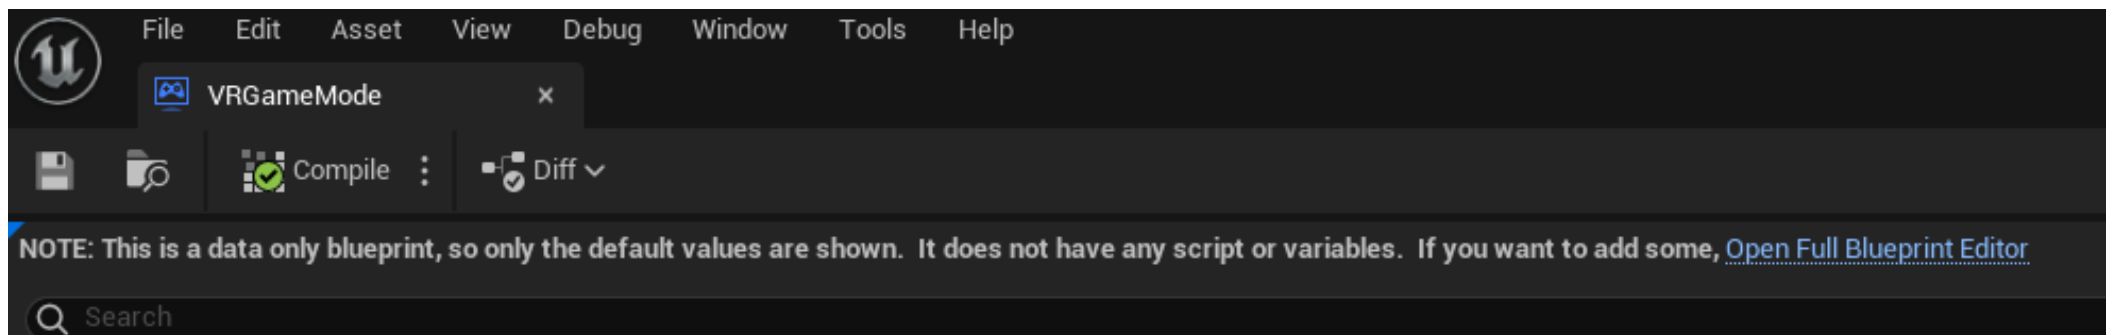 File Edit Asset View Debug Window Tools Help
VRGameMode
Compile Diff
NOTE: This is a data only blueprint, so only the default values are shown.  It does not have any script or variables.  If you want to add some, Open Full Blueprint Editor
Search